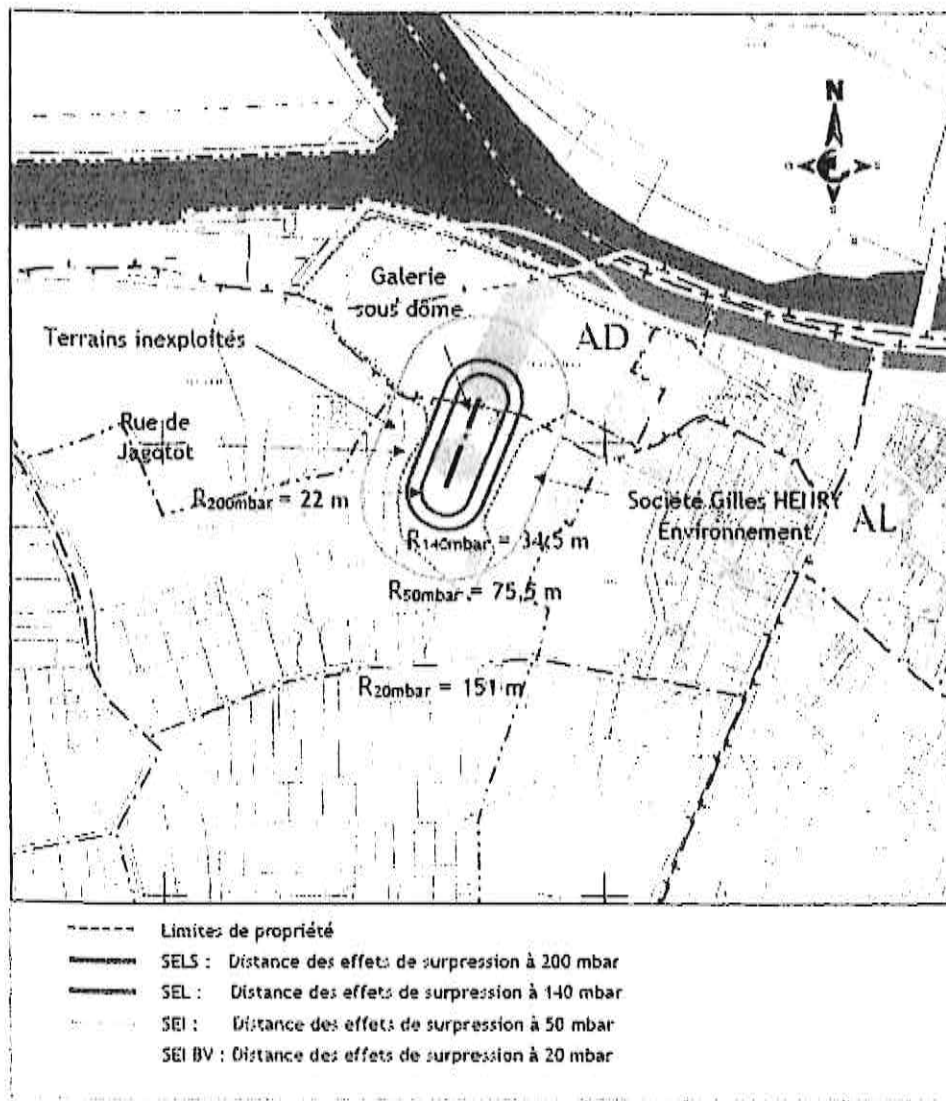 N
Galerie
sous dôme
Terrains inexploités
AD
Rue de
Jagotot
R200mbar = 22 m
Société Gilles HENRY
Environnement
AL
R140mbar = 34,5 m
R50mbar = 75,5 m
R20mbar = 151 m
Limites de propriété
SELS : Distance des effets de surpression à 200 mbar
SEL : Distance des effets de surpression à 140 mbar
SEI : Distance des effets de surpression à 50 mbar
SEI BV : Distance des effets de surpression à 20 mbar